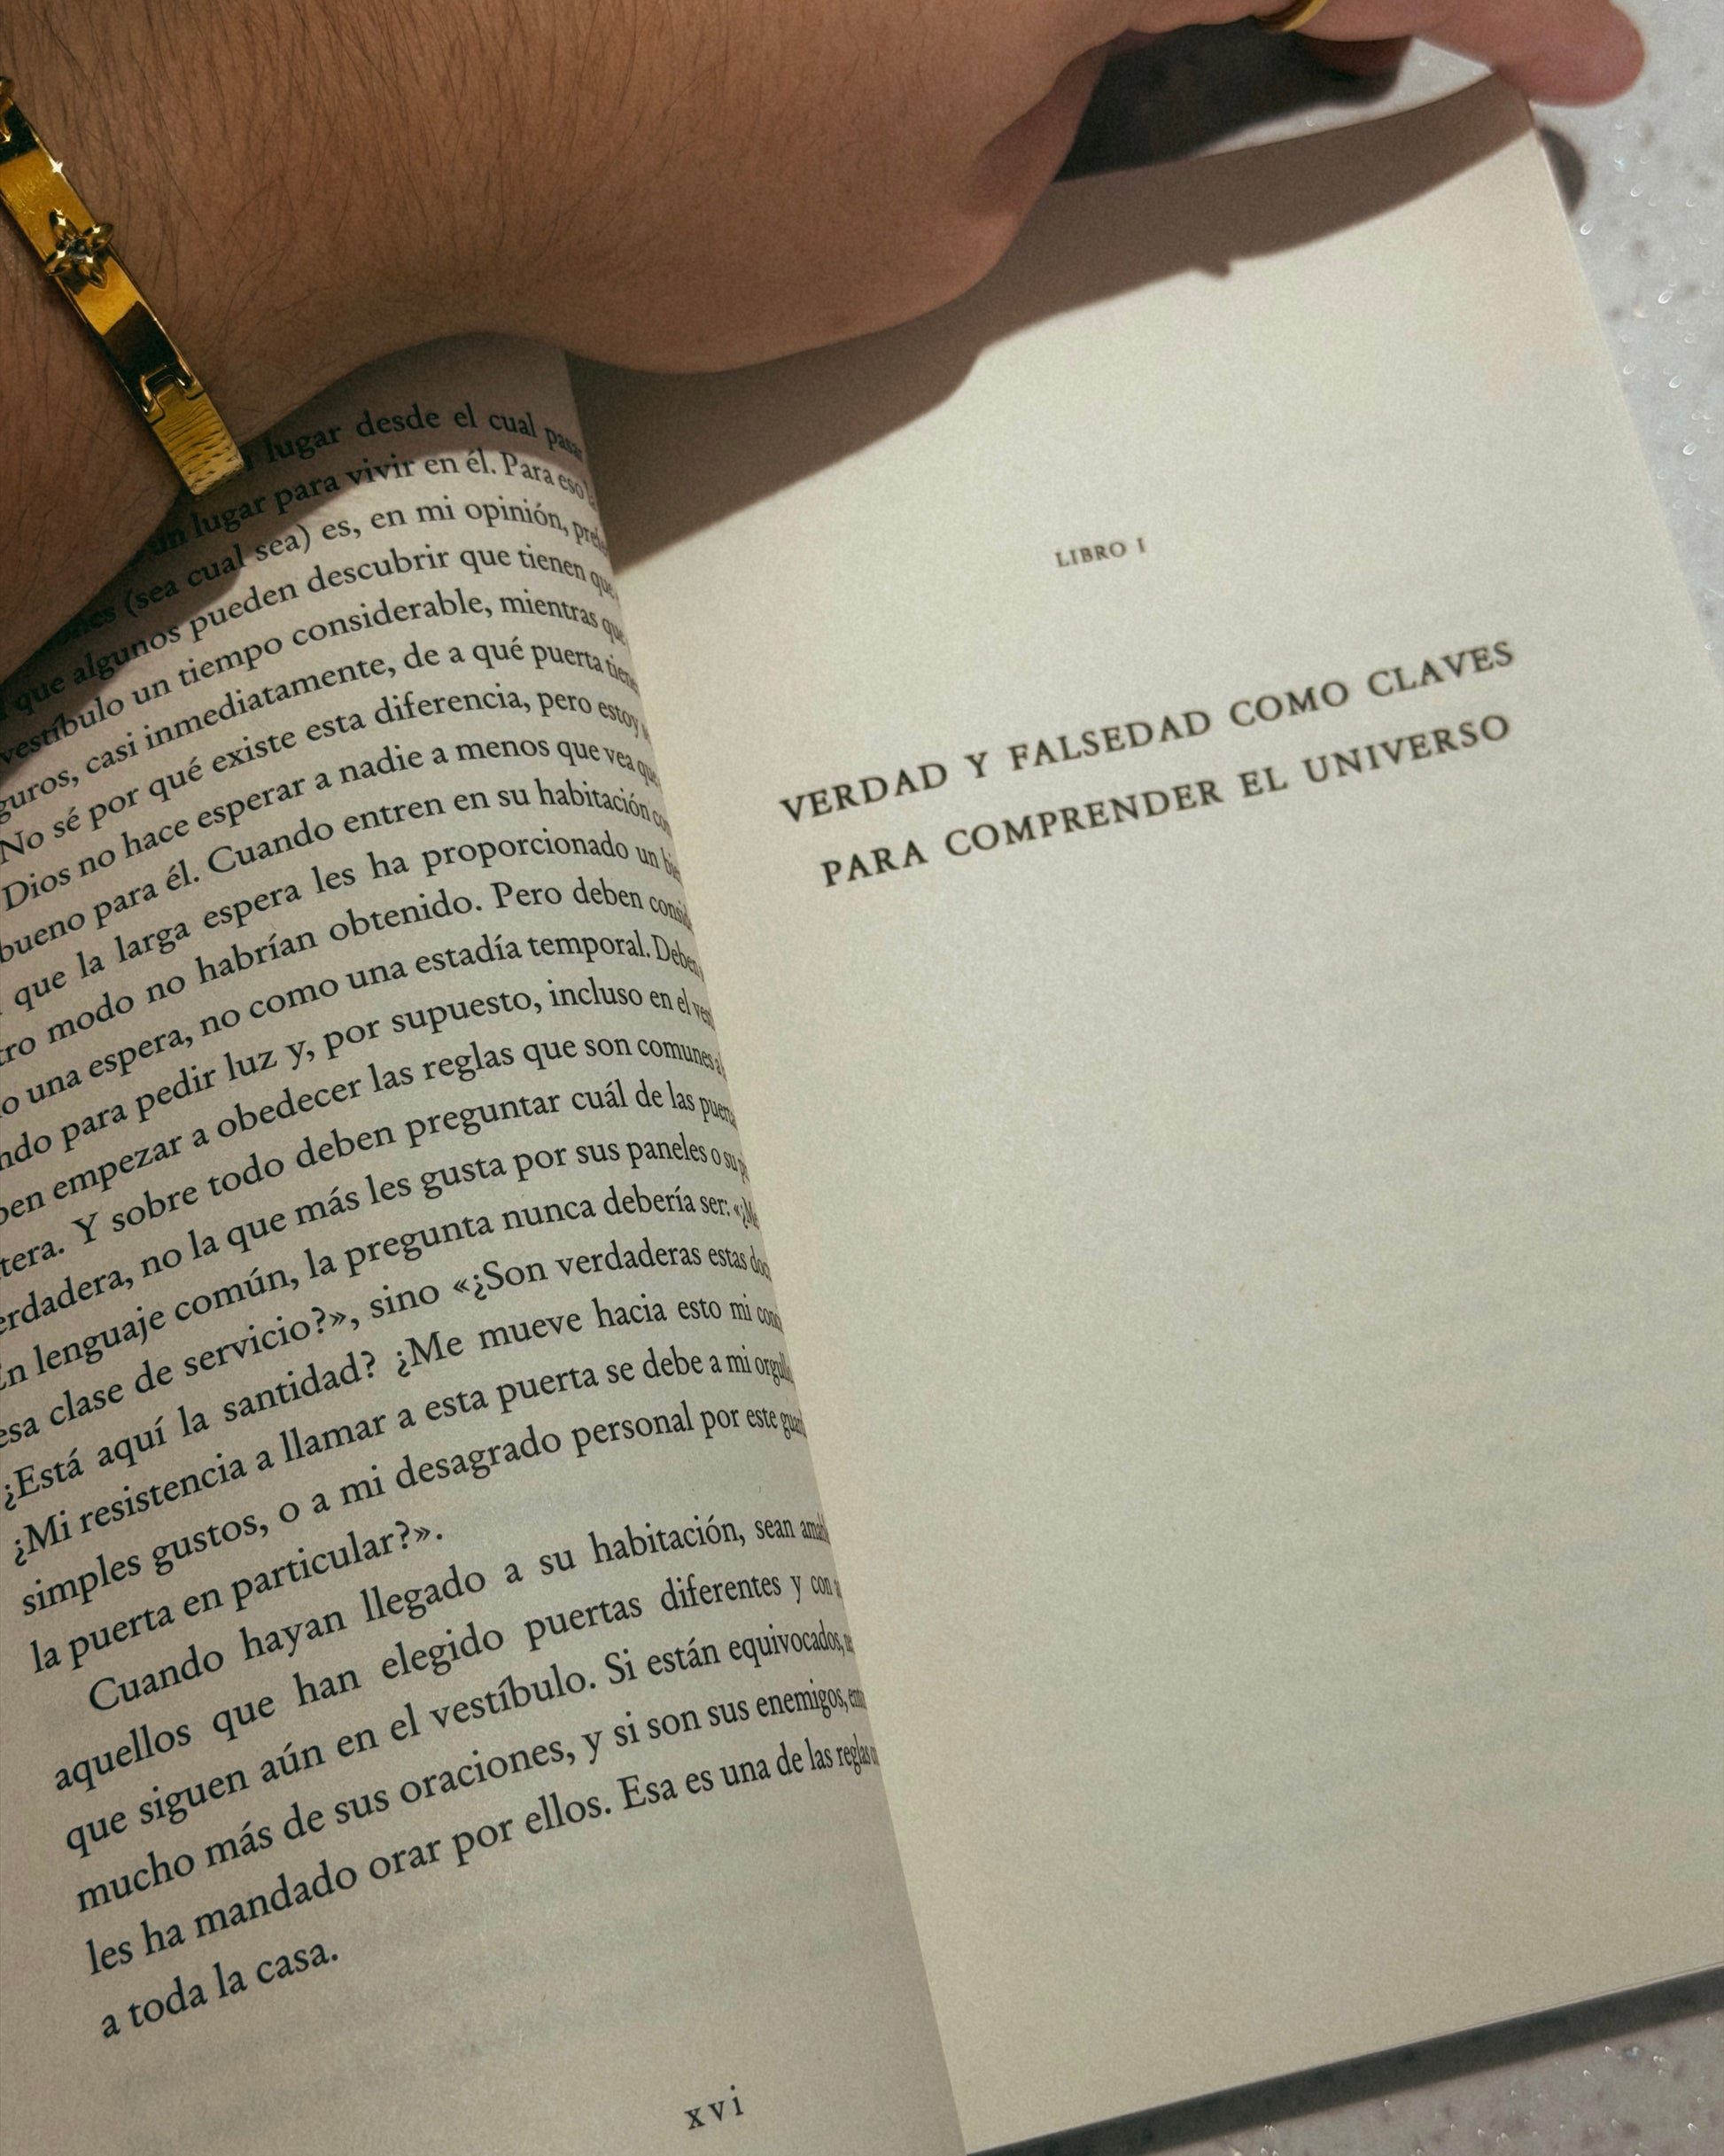 lugar desde el cual
un lugar para vivir en él. Para eso
(sea cual sea) es, en mi opinión,
que algunos pueden descubrir que tienen que
vestíbulo un tiempo considerable, mientras que
casi inmediatamente, de a qué puerta
No sé por qué existe esta diferencia, pero estoy
Dios no hace esperar a nadie a menos que vea que
bueno para él. Cuando entren en su habitación
que la larga espera les ha proporcionado un
modo no habrían obtenido. Pero deben
una espera, no como una estadía temporal. Deben
para pedir luz y, por supuesto, incluso en el
empezar a obedecer las reglas que son comunes
Y sobre todo deben preguntar cuál de las
no la que más les gusta por sus paneles o su
En lenguaje común, la pregunta nunca debería ser:
esa clase de servicio?», sino «¿Son verdaderas estas
¿Está aquí la santidad? ¿Me mueve hacia esto mi
¿Mi resistencia a llamar a esta puerta se debe a mi
simples gustos, o a mi desagrado personal por este
la puerta en particular?».
Cuando hayan llegado a su habitación, sean
aquellos que han elegido puertas diferentes y con
que siguen aún en el vestíbulo. Si están equivocados,
mucho más de sus oraciones, y si son sus enemigos,
les ha mandado orar por ellos. Esa es una de las reglas
a toda la casa.
xvi
LIBRO I
VERDAD Y FALSEDAD COMO CLAVES
PARA COMPRENDER EL UNIVERSO